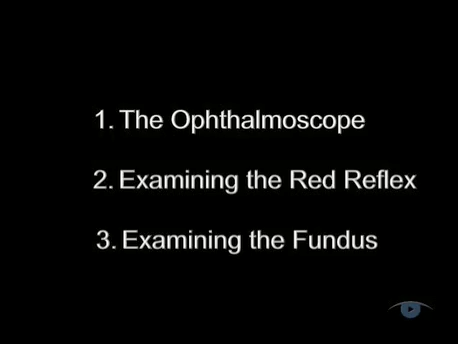 1. The Ophthalmoscope
2. Examining the Red Reflex
3. Examining the Fundus